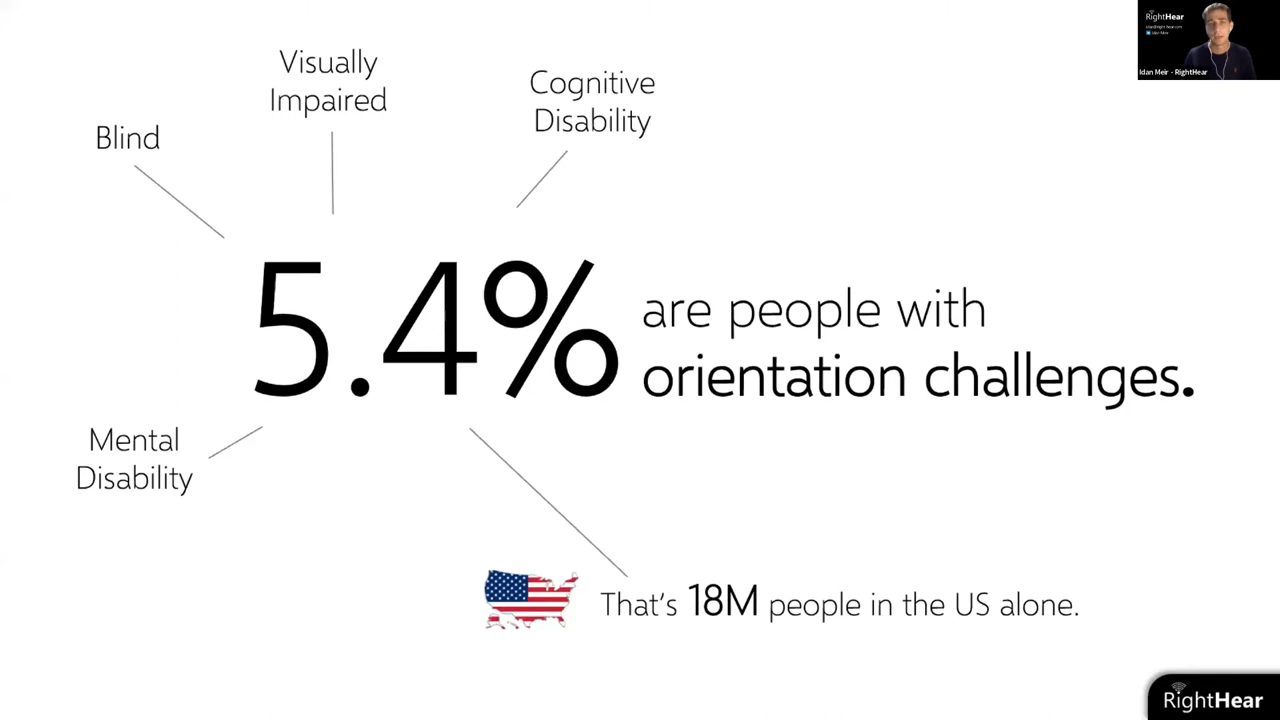 Visually
Impaired
Cognitive
Disability
Blind
5.4%
are people with
orientation challenges.
Mental
Disability
That's 18M people in the US alone.
RightHear
RightHear
Idan Meir - RightHear